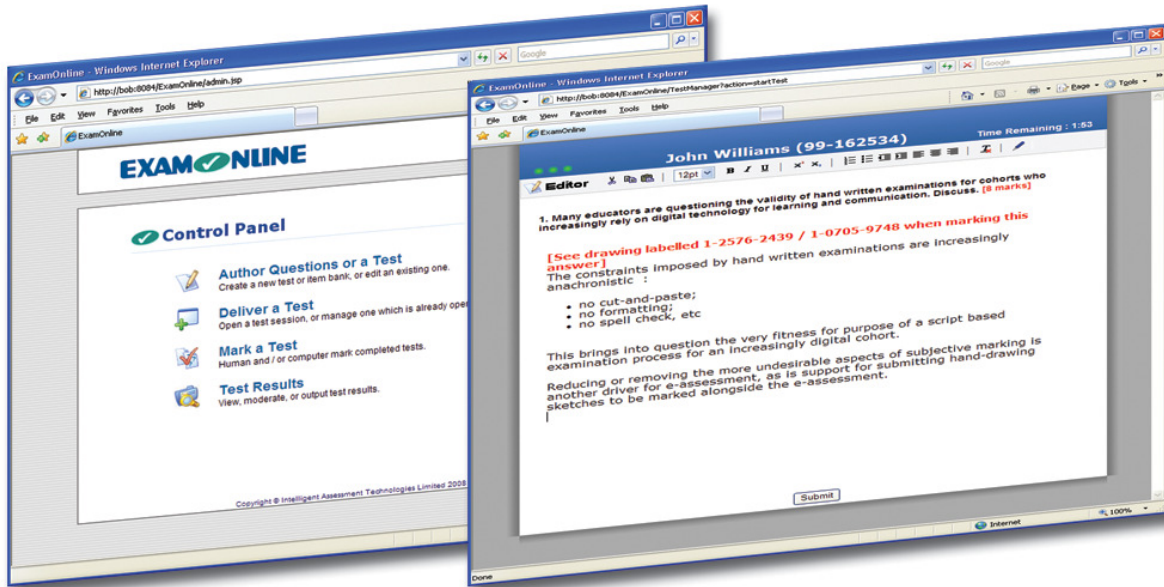 ExamOnline - Windows Internet Explorer
http://bob:8084/ExamOnline/admin.jsp
Google
File Edit View Favorites Tools Help
ExamOnline
EXAMONLINE
Control Panel
Author Questions or a Test
Create a new test or item bank, or edit an existing one.
Deliver a Test
Open a test session, or manage one which is already ope
Mark a Test
Human and / or computer mark completed tests.
Test Results
View, moderate, or output test results.
Copyright © Intelligent Assessment Technologies Limited 2008
ExamOnline - Windows Internet Explorer
http://bob:8084/ExamOnline/TestManager?action=startTest
Google
File Edit View Favorites Tools Help
ExamOnline
Page Tools
John Williams (99-162534)
Time Remaining : 1:53
Editor 12pt B I U
1. Many educators are questioning the validity of hand written examinations for cohorts who
increasingly rely on digital technology for learning and communication. Discuss. [8 marks]
[See drawing labelled 1-2576-2439 / 1-0705-9748 when marking this
answer]
The constraints imposed by hand written examinations are increasingly
anachronistic :
• no cut-and-paste;
• no formatting;
• no spell check, etc
This brings into question the very fitness for purpose of a script based
examination process for an increasingly digital cohort.
Reducing or removing the more undesirable aspects of subjective marking is
another driver for e-assessment, as is support for submitting hand-drawing
sketches to be marked alongside the e-assessment.
Submit
Done
Internet
100%